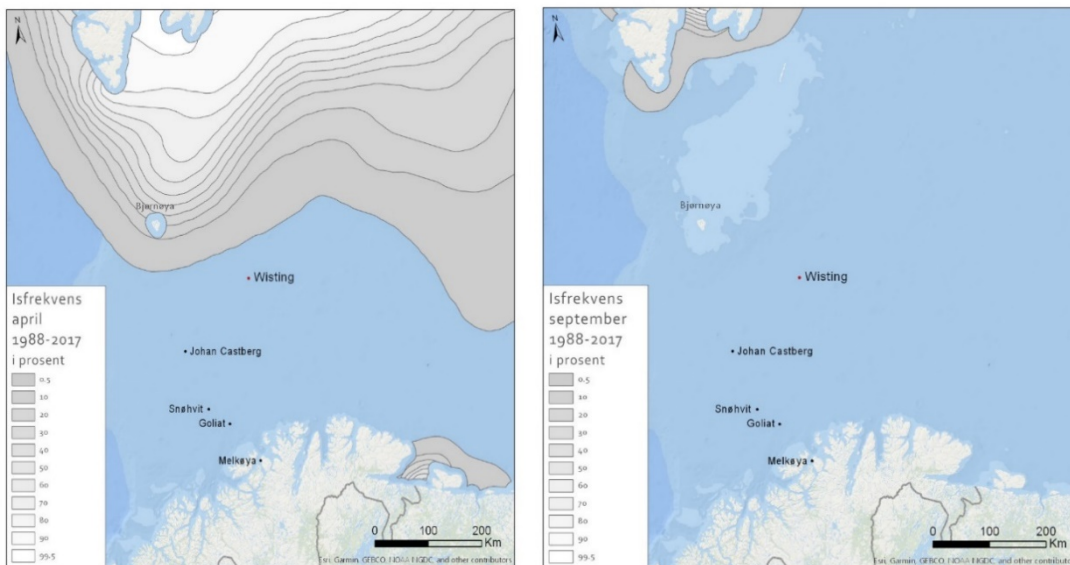 N
Bjørnøya
Wisting
Johan Castberg
Snøhvit
Goliat
Melkøya
Isfrekvens
april
1988-2017
i prosent
0.5
10
20
30
40
50
60
70
80
90
99.5
0 100 200
Km
Esri, Garmin, GEBCO, NOAA NGDC, and other contributors
N
Bjørnøya
Wisting
Johan Castberg
Snøhvit
Goliat
Melkøya
Isfrekvens
september
1988-2017
i prosent
0.5
10
20
30
40
50
60
70
80
90
99.5
0 100 200
Km
Esri, Garmin, GEBCO, NOAA NGDC, and other contributors